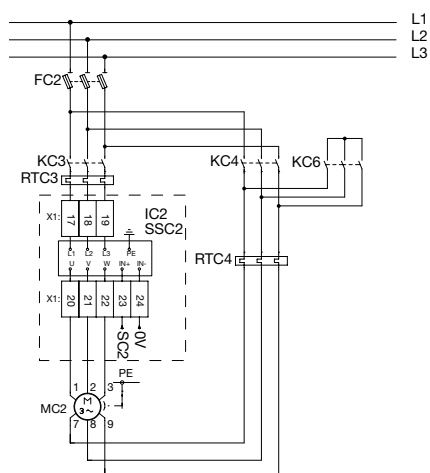 L1
L2
L3
FC2
KC3
KC4
KC6
RTC3
IC2
SSC2
X1: 17 18 19
L1 L2 L3 PE
U V W IN+ IN-
RTC4
X1: 20 21 22 23 24
SC2
0V
1 2 3
PE
MC2
M
3~
7 8 9